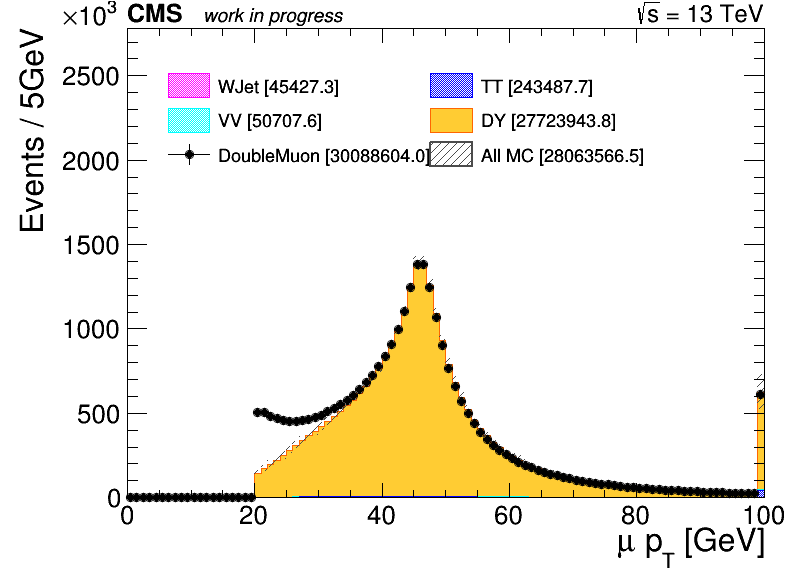 ×10³ CMS work in progress √s = 13 TeV
Events / 5GeV
2500
2000
1500
1000
500
0
WJet [45427.3] TT [243487.7]
VV [50707.6] DY [27723943.8]
DoubleMuon [30088604.0] All MC [28063566.5]
0 20 40 60 80 100
μ p_T [GeV]